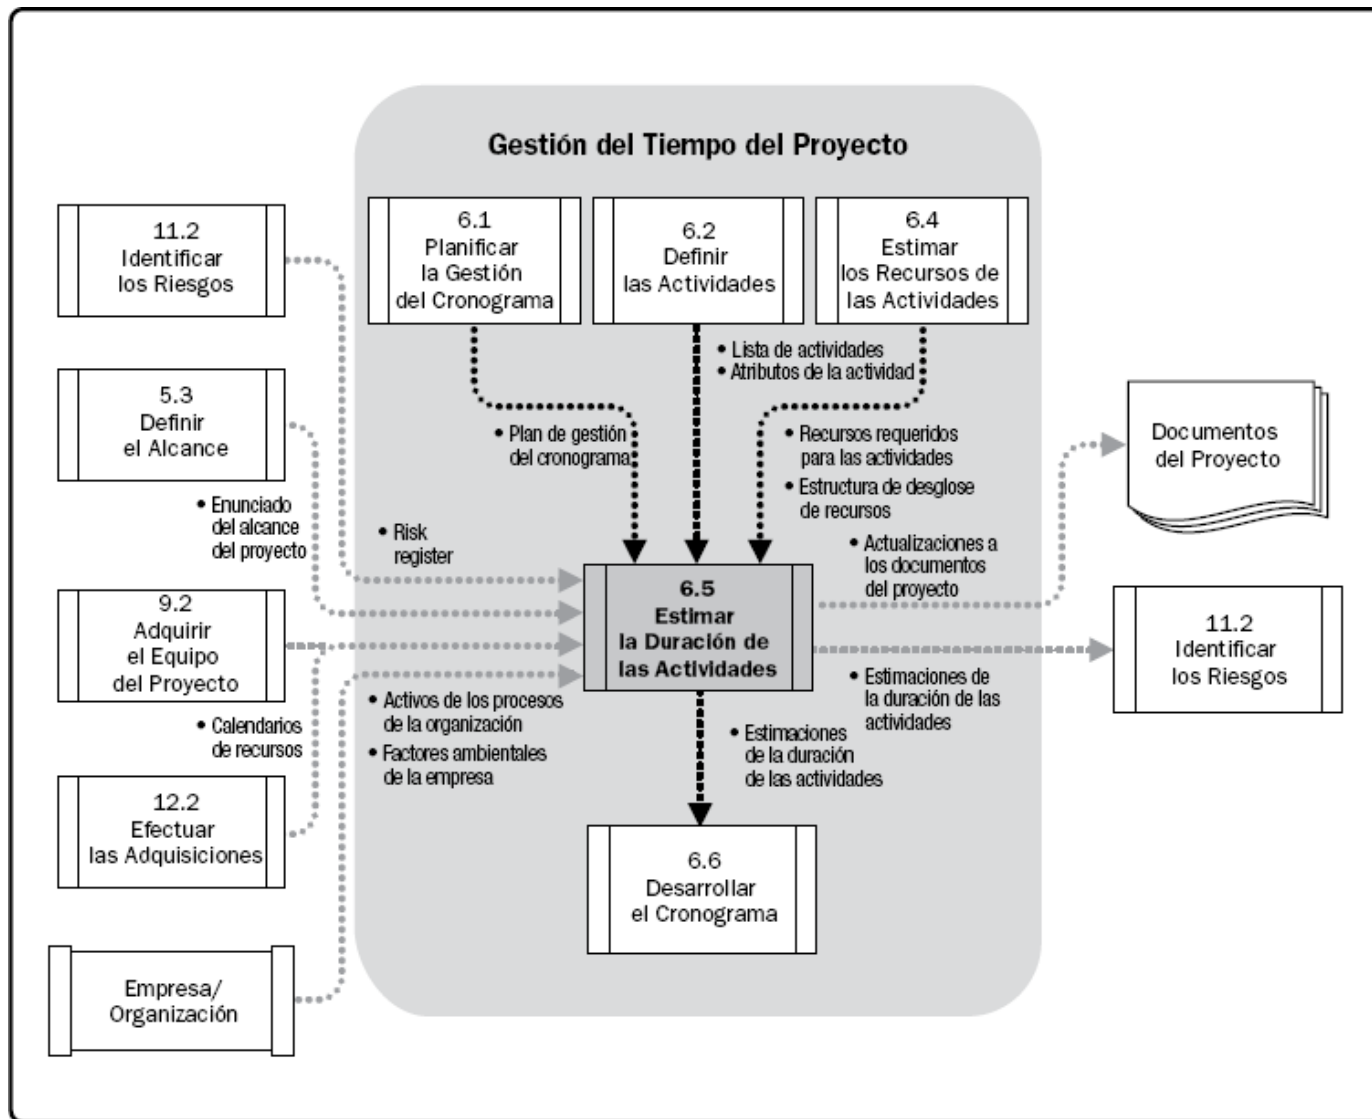 Gestión del Tiempo del Proyecto
11.2
Identificar
los Riesgos
6.1
Planificar
la Gestión
del Cronograma
6.2
Definir
las Actividades
6.4
Estimar
los Recursos de
las Actividades
• Lista de actividades
• Atributos de la actividad
5.3
Definir
el Alcance
• Plan de gestión
del cronograma
• Recursos requeridos
para las actividades
• Estructura de desglose
de recursos
Documentos
del Proyecto
• Enunciado
del alcance
del proyecto
• Risk
register
• Actualizaciones a
los documentos
del proyecto
9.2
Adquirir
el Equipo
del Proyecto
6.5
Estimar
la Duración de
las Actividades
11.2
Identificar
los Riesgos
• Calendarios
de recursos
• Activos de los procesos
de la organización
• Factores ambientales
de la empresa
• Estimaciones
de la duración
de las actividades
• Estimaciones de
la duración de las
actividades
12.2
Efectuar
las Adquisiciones
6.6
Desarrollar
el Cronograma
Empresa/
Organización